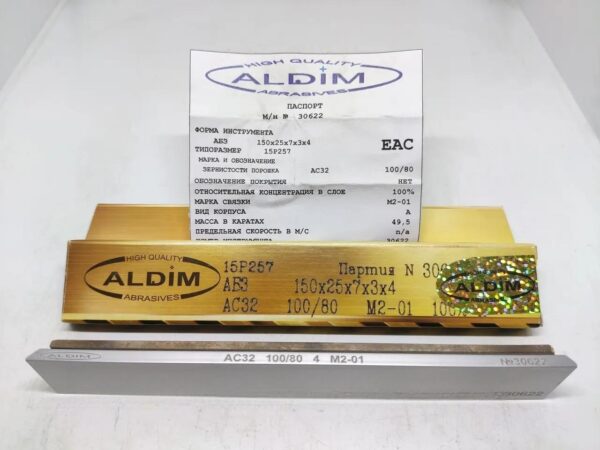 HIGH QUALITY
ALDIM
ABRASIVES
ПАСПОРТ
М/н № 30622
ФОРМА ИНСТРУМЕНТА
АБЭ 150x25x7x3x4
ТИПОРАЗМЕР 15P257
EAC
МАРКА И ОБОЗНАЧЕНИЕ
ЗЕРНИСТОСТИ ПОРОШКА АС32 100/80
ОБОЗНАЧЕНИЕ ПОКРЫТИЯ НЕТ
ОТНОСИТЕЛЬНАЯ КОНЦЕНТРАЦИЯ В СЛОЕ 100%
МАРКА СВЯЗКИ М2-01
ВИД КОРПУСА А
МАССА В КАРАТАХ 49,5
ПРЕДЕЛЬНАЯ СКОРОСТЬ В М/С n/a
30622
HIGH QUALITY
ALDIM
ABRASIVES
15P257 Партия N
АБЭ 150x25x7x3x4
АС32 100/80 М2-01
ALDIM
АС32 100/80 4 М2-01
№30622